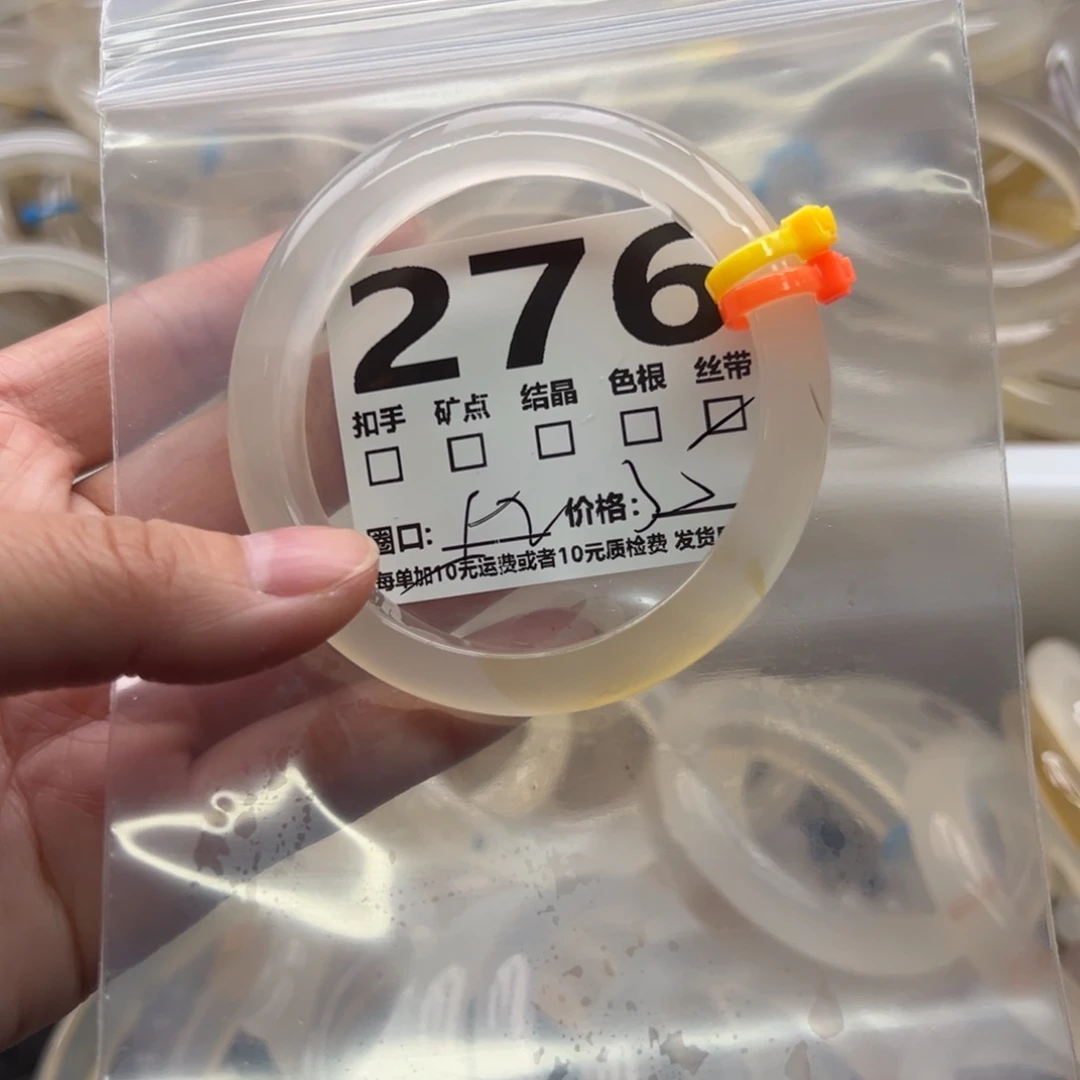 276
扣手 矿点 结晶 色根 丝带
圈口: 价格:
每单加10元运费或者10元质检费 发货